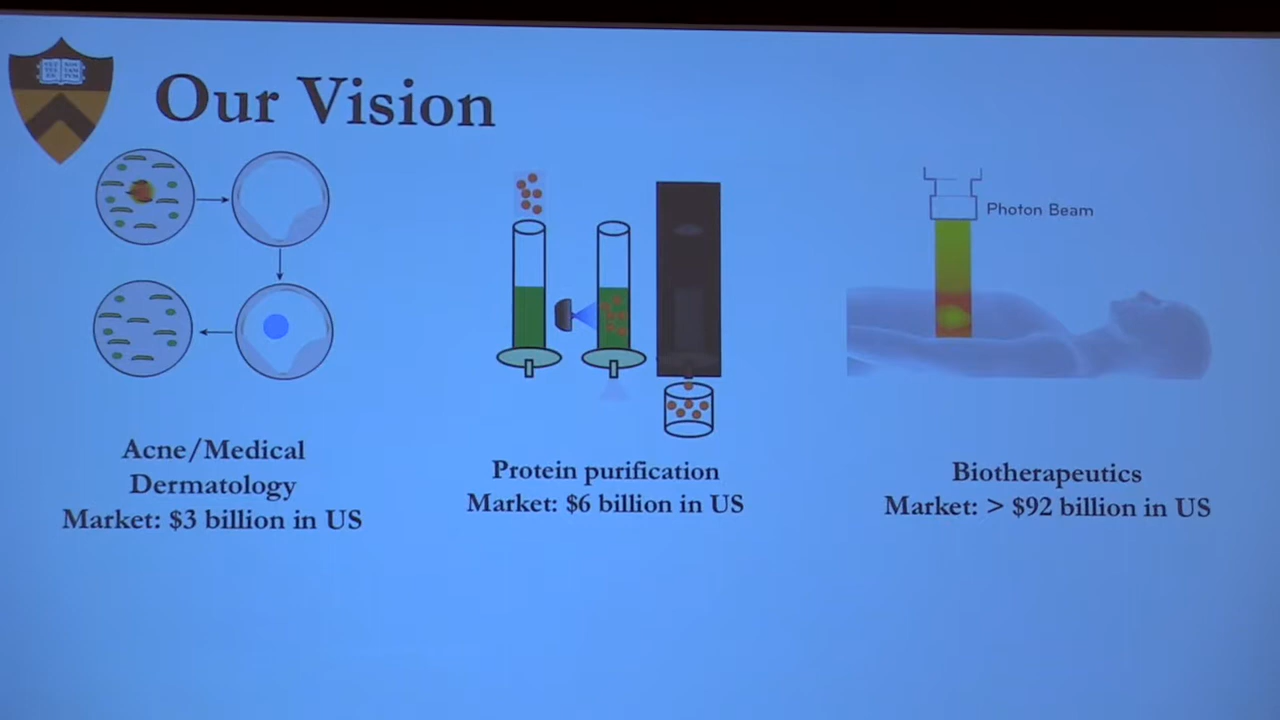 Our Vision
Photon Beam
Acne/Medical
Dermatology
Market: $3 billion in US
Protein purification
Market: $6 billion in US
Biotherapeutics
Market: > $92 billion in US